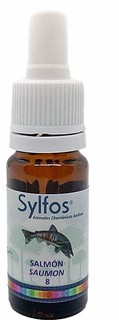 Sylfos®
Animales Chamánicos Andinos
SALMÓN
SAUMON
8